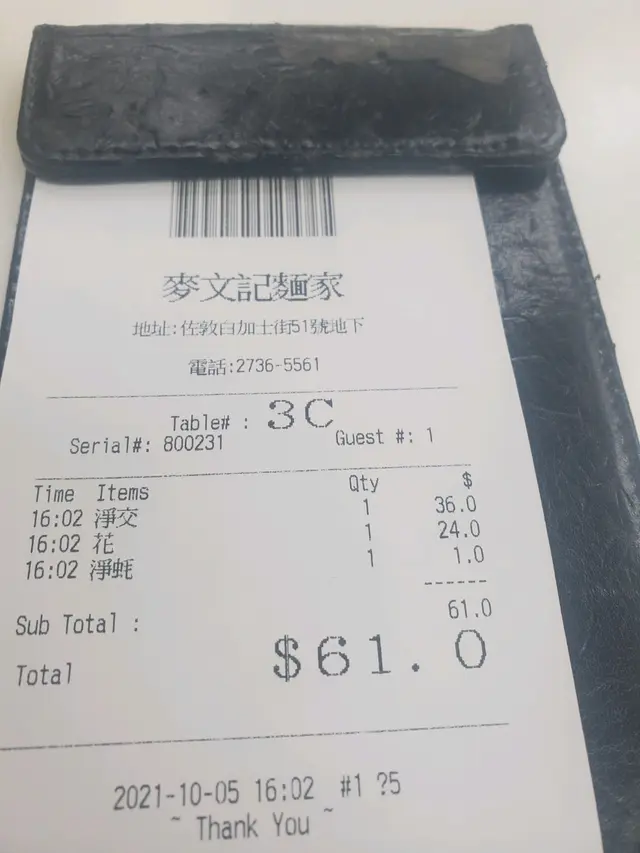 麥文記麵家
地址:佐敦白加士街51號地下
電話:2736-5561
Table# : 3C
Serial#: 800231 Guest #: 1
Time Items Qty $
16:02 淨交 1 36.0
16:02 花 1 24.0
16:02 淨蚝 1 1.0
------
Sub Total : 61.0
Total $61.0
2021-10-05 16:02 #1 ?5
~ Thank You ~